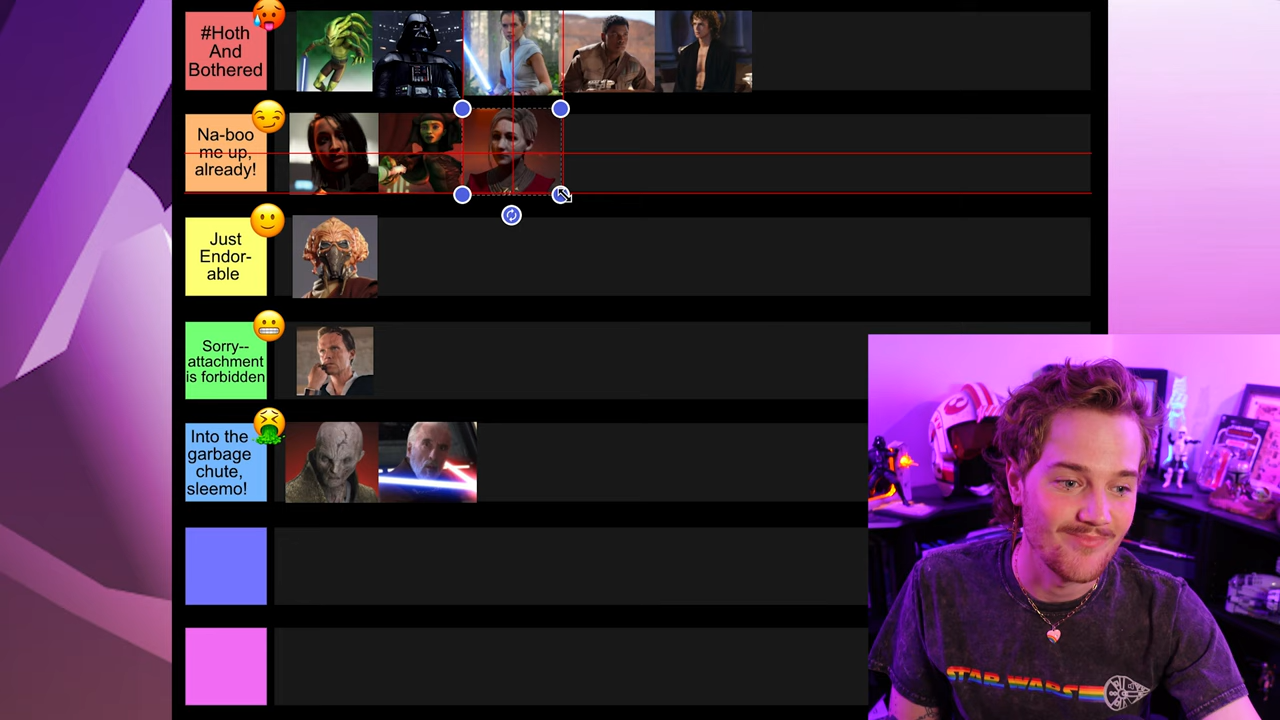 #Hoth
And
Bothered
Na-boo
me up,
already!
Just
Endor-
able
Sorry--
attachment
is forbidden
Into the
garbage
chute,
sleemo!
STAR WARS